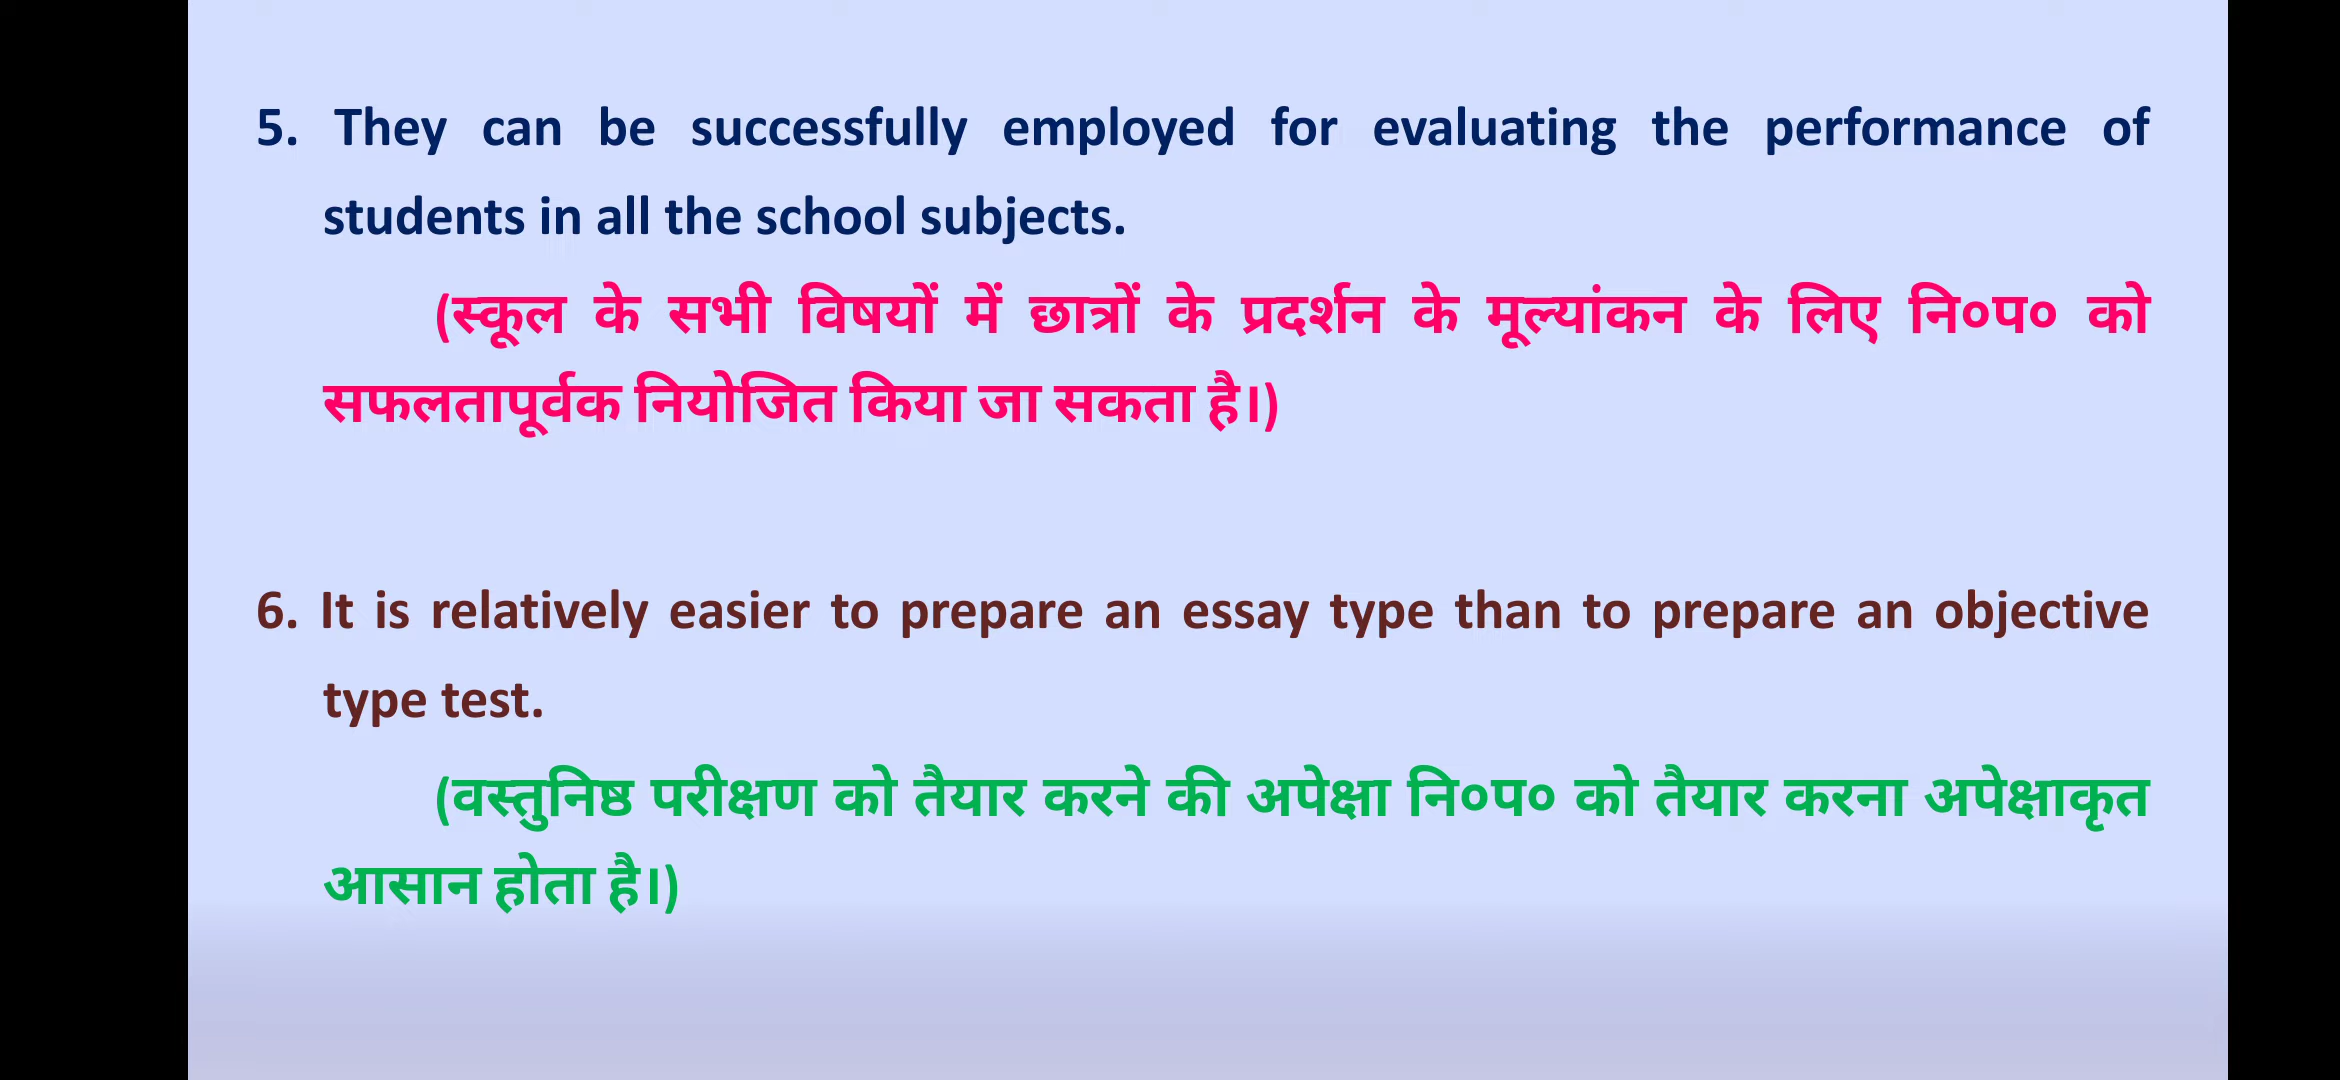 5. They can be successfully employed for evaluating the performance of
students in all the school subjects.
(स्कूल के सभी विषयों में छात्रों के प्रदर्शन के मूल्यांकन के लिए नि०प० को
सफलतापूर्वक नियोजित किया जा सकता है।)
6. It is relatively easier to prepare an essay type than to prepare an objective
type test.
(वस्तुनिष्ठ परीक्षण को तैयार करने की अपेक्षा नि०प० को तैयार करना अपेक्षाकृत
आसान होता है।)